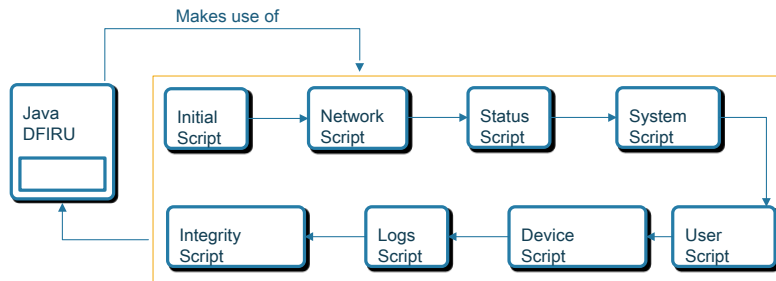 Makes use of
Java
DFIRU
Initial
Script
Network
Script
Status
Script
System
Script
Integrity
Script
Logs
Script
Device
Script
User
Script